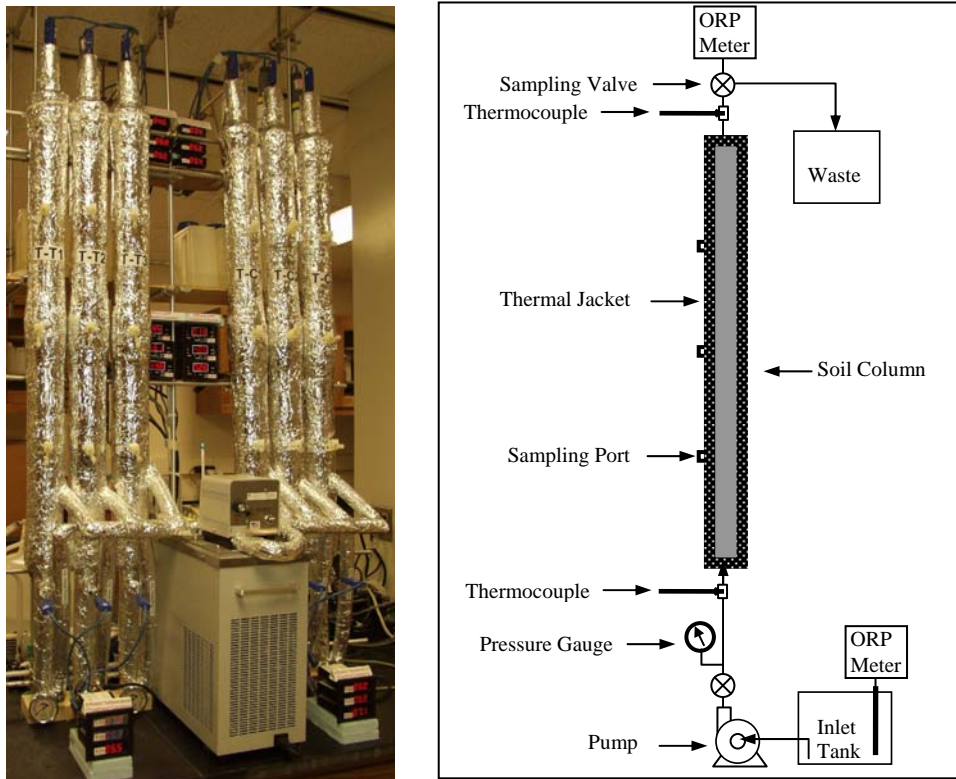 T-T1
T-T2
T-T3
T-C
T-C
T-C
ORP
Meter
Sampling Valve
Thermocouple
Waste
Thermal Jacket
Soil Column
Sampling Port
Thermocouple
Pressure Gauge
ORP
Meter
Inlet
Tank
Pump